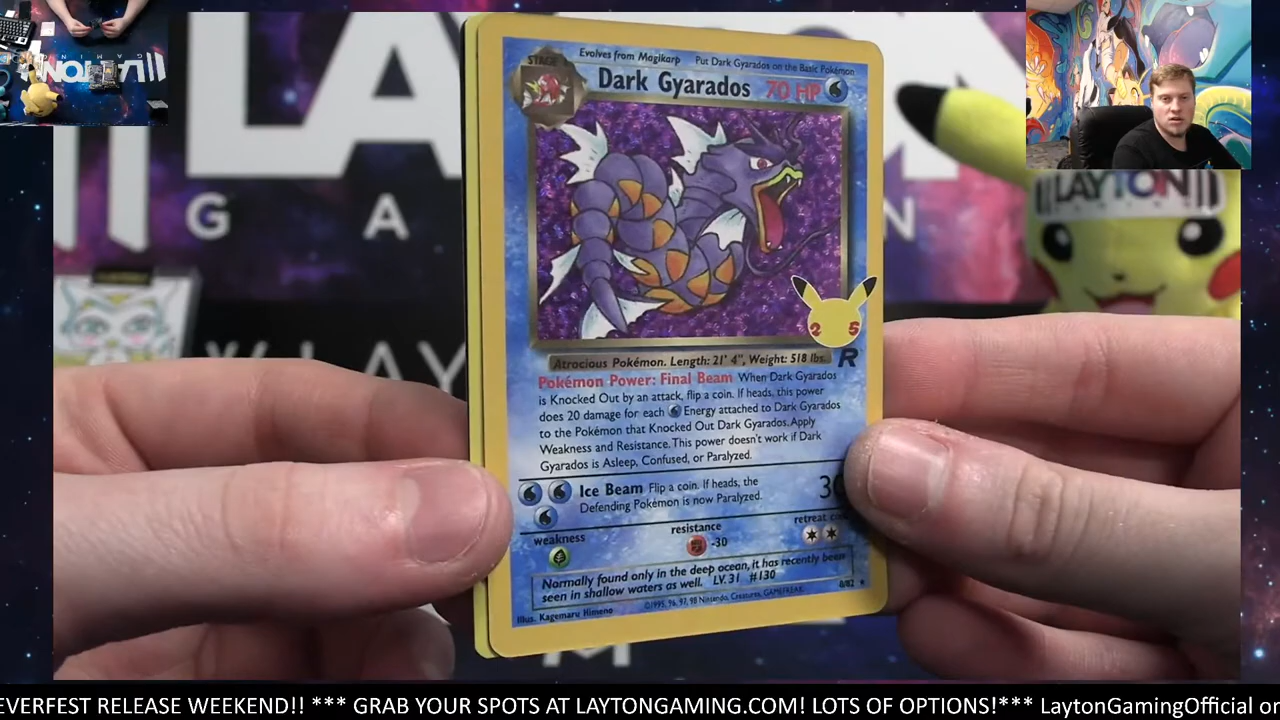 LA
G A N
LAYTON
STAGE 1
Evolves from Magikarp
Put Dark Gyarados on the Basic Pokémon
Dark Gyarados 70 HP
2 5
R
Atrocious Pokémon. Length: 21' 4", Weight: 518 lbs.
Pokémon Power: Final Beam When Dark Gyarados
is Knocked Out by an attack, flip a coin. If heads, this power
does 20 damage for each Energy attached to Dark Gyarados
to the Pokémon that Knocked Out Dark Gyarados. Apply
Weakness and Resistance. This power doesn't work if Dark
Gyarados is Asleep, Confused, or Paralyzed.
Ice Beam Flip a coin. If heads, the
Defending Pokémon is now Paralyzed.
30
weakness
resistance
-30
retreat
Normally found only in the deep ocean, it has recently been
seen in shallow waters as well. LV. 31 #130
Illus. Kagemaru Himeno
©1995, 96, 97, 98 Nintendo, Creatures, GAMEFREAK.
8/82
EVERFEST RELEASE WEEKEND!! *** GRAB YOUR SPOTS AT LAYTONGAMING.COM! LOTS OF OPTIONS!*** LaytonGamingOfficial on